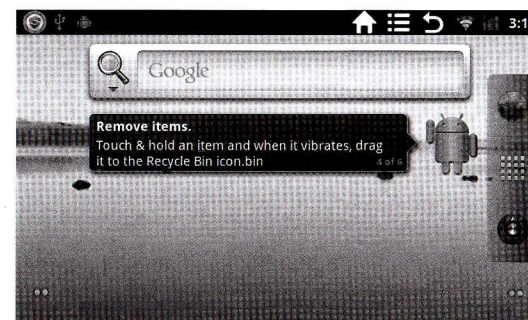 3:1
Google
Remove items.
Touch & hold an item and when it vibrates, drag
it to the Recycle Bin icon.bin
4 of 6